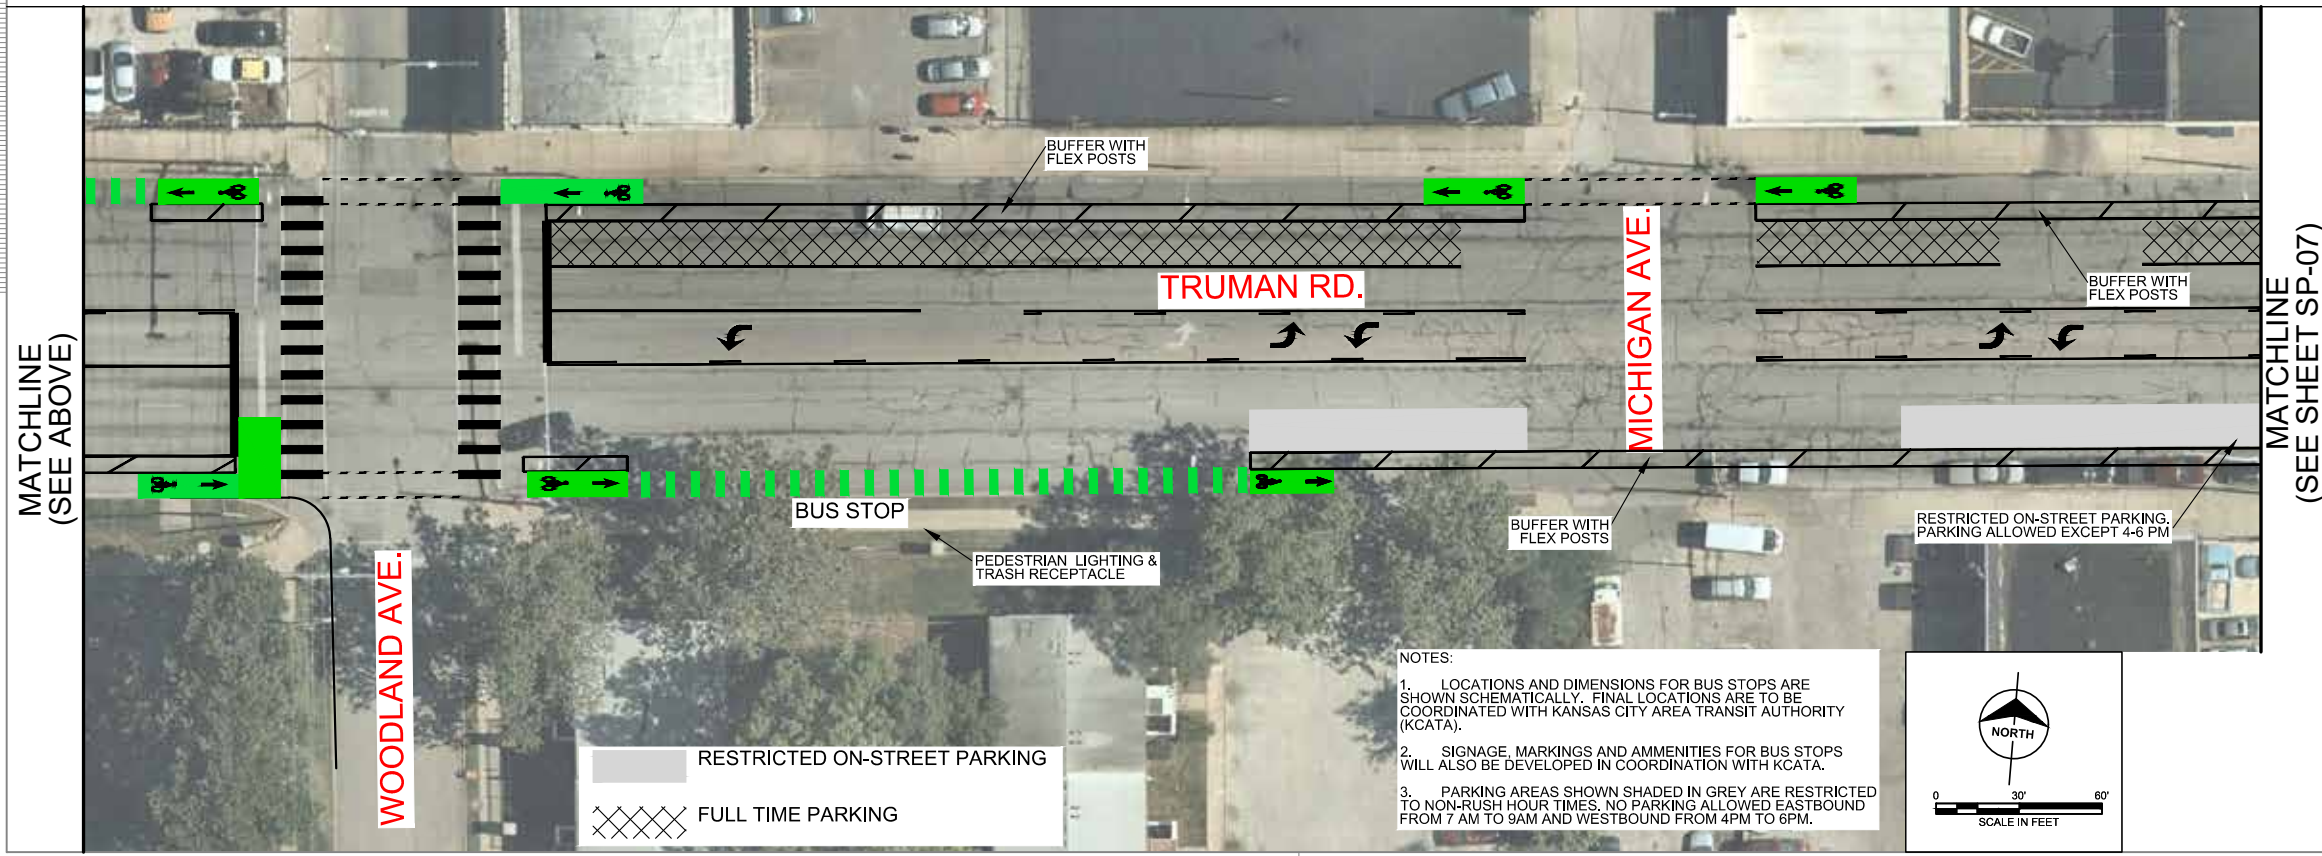 BUFFER WITH
FLEX POSTS
TRUMAN RD.
MICHIGAN AVE.
BUFFER WITH
FLEX POSTS
MATCHLINE
(SEE ABOVE)
MATCHLINE
(SEE SHEET SP-07)
BUS STOP
PEDESTRIAN LIGHTING &
TRASH RECEPTACLE
BUFFER WITH
FLEX POSTS
RESTRICTED ON-STREET PARKING.
PARKING ALLOWED EXCEPT 4-6 PM
WOODLAND AVE.
RESTRICTED ON-STREET PARKING
FULL TIME PARKING
NOTES:
1. LOCATIONS AND DIMENSIONS FOR BUS STOPS ARE
SHOWN SCHEMATICALLY. FINAL LOCATIONS ARE TO BE
COORDINATED WITH KANSAS CITY AREA TRANSIT AUTHORITY
(KCATA).
2. SIGNAGE, MARKINGS AND AMMENITIES FOR BUS STOPS
WILL ALSO BE DEVELOPED IN COORDINATION WITH KCATA.
3. PARKING AREAS SHOWN SHADED IN GREY ARE RESTRICTED
TO NON-RUSH HOUR TIMES. NO PARKING ALLOWED EASTBOUND
FROM 7 AM TO 9AM AND WESTBOUND FROM 4PM TO 6PM.
NORTH
0 30' 60'
SCALE IN FEET